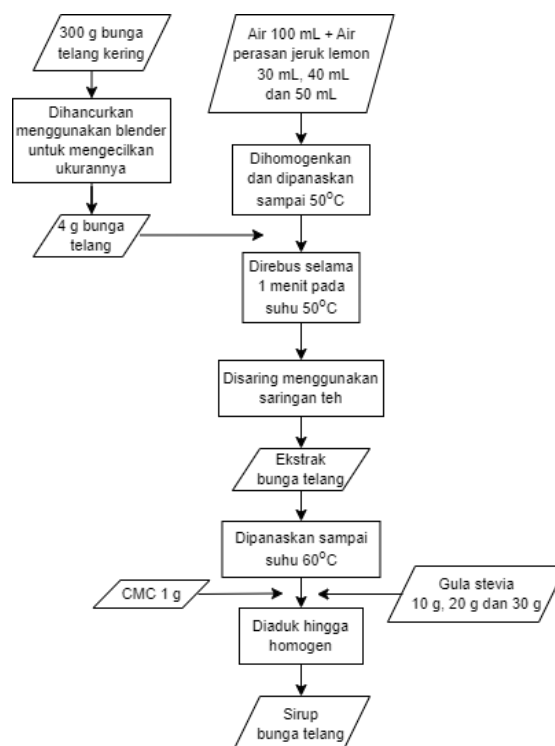 300 g bunga
telang kering
Air 100 mL + Air
perasan jeruk lemon
30 mL, 40 mL
dan 50 mL
Dihancurkan
menggunakan blender
untuk mengecilkan
ukurannya
Dihomogenkan
dan dipanaskan
sampai 50°C
4 g bunga
telang
Direbus selama
1 menit pada
suhu 50°C
Disaring menggunakan
saringan teh
Ekstrak
bunga telang
Dipanaskan sampai
suhu 60°C
CMC 1 g
Gula stevia
10 g, 20 g dan 30 g
Diaduk hingga
homogen
Sirup
bunga telang